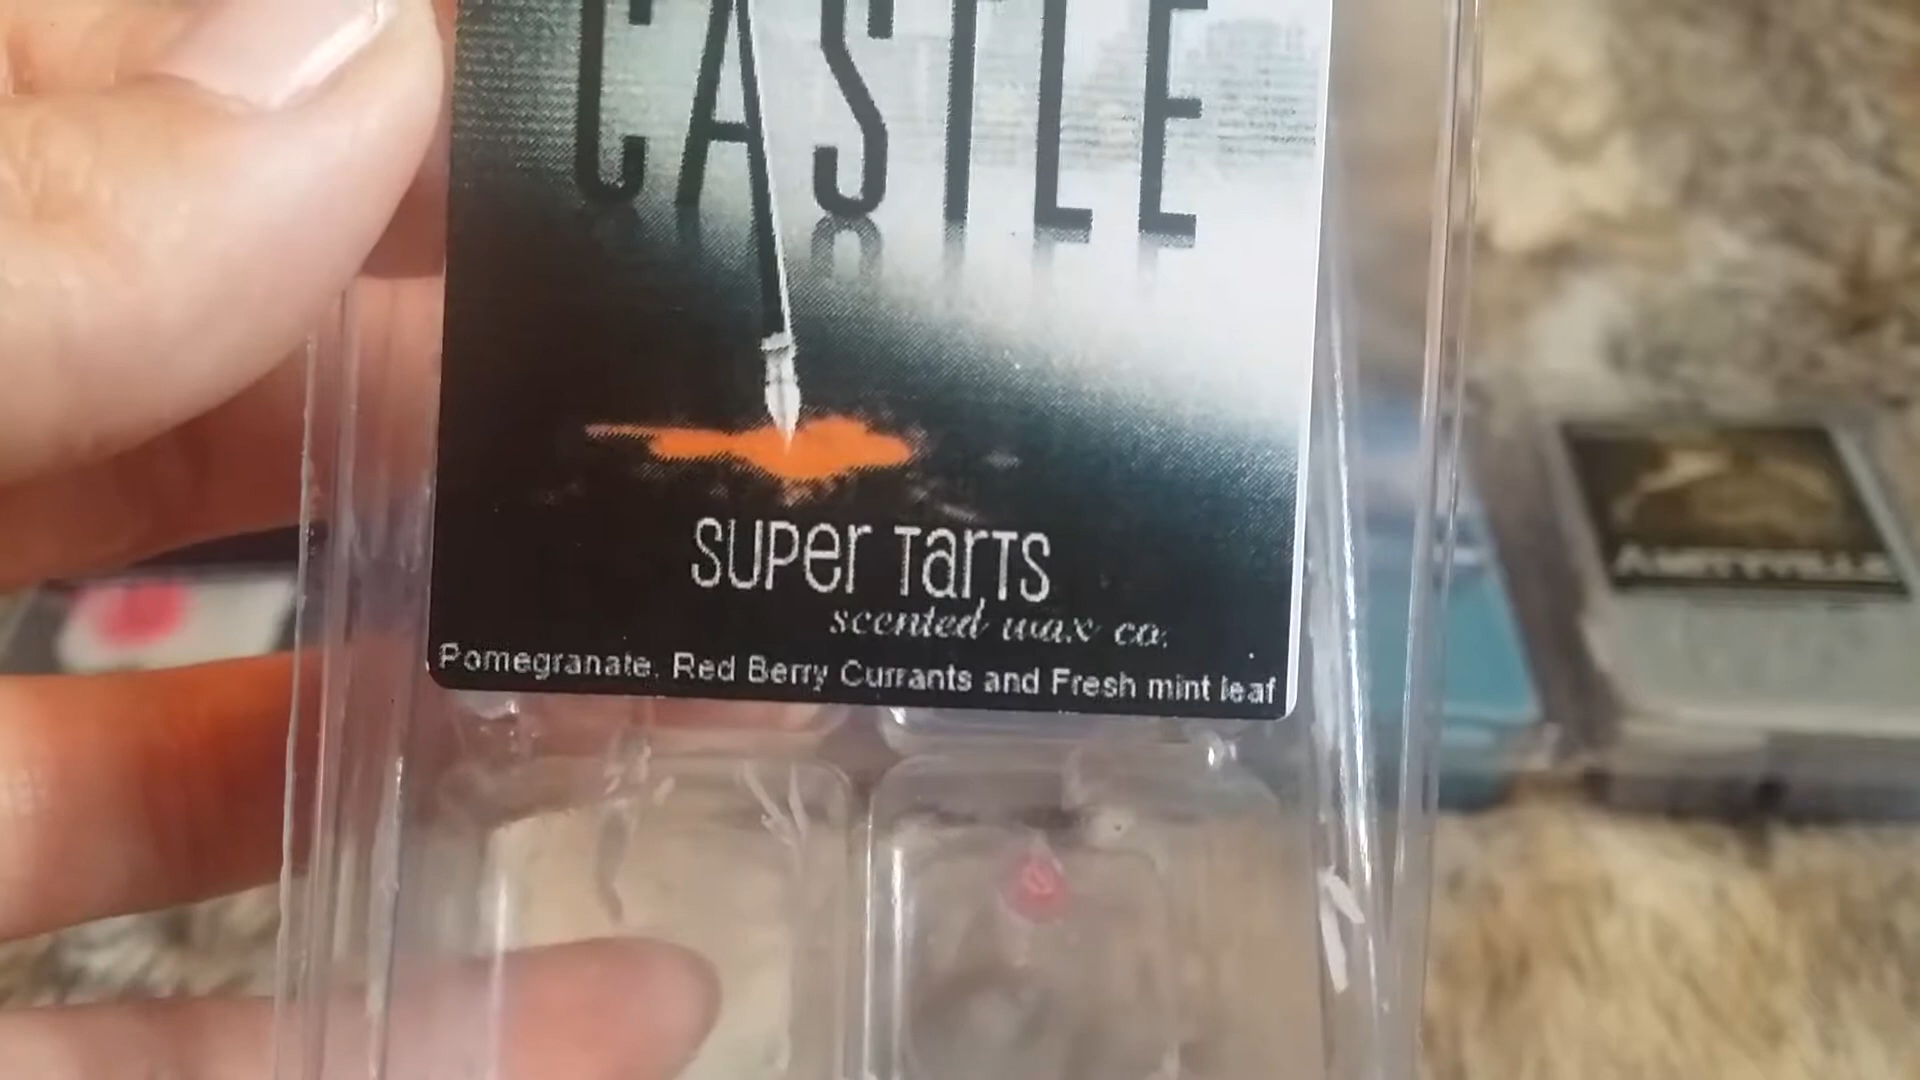 CASTLE
SUPer TarTS
scented wax co.
Pomegranate, Red Berry Currants and Fresh mint leaf
AMITYVILLE